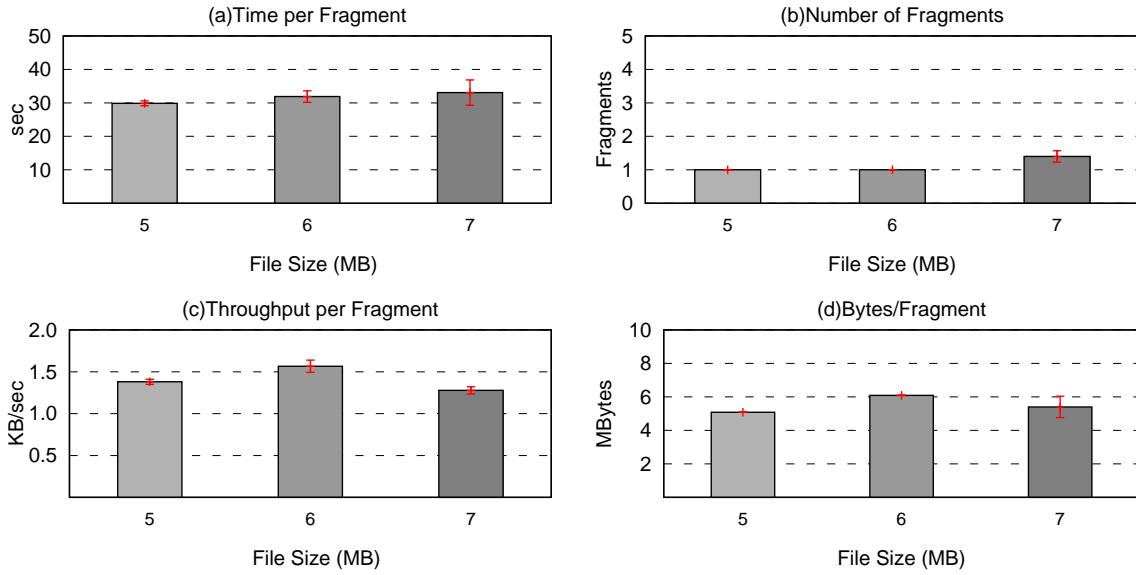 (a)Time per Fragment
50
40
30
20
10
sec
5 6 7
File Size (MB)
(b)Number of Fragments
5
4
3
2
1
0
Fragments
5 6 7
File Size (MB)
(c)Throughput per Fragment
2.0
1.5
1.0
0.5
KB/sec
5 6 7
File Size (MB)
(d)Bytes/Fragment
10
8
6
4
2
MBytes
5 6 7
File Size (MB)